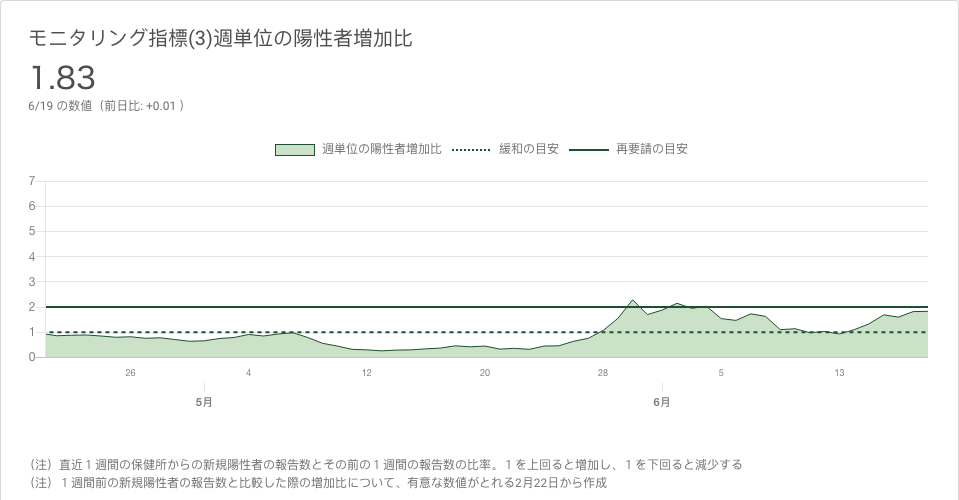 モニタリング指標(3)週単位の陽性者増加比
1.83
6/19 の数値（前日比: +0.01 ）
週単位の陽性者増加比 緩和の目安 再要請の目安
7
6
5
4
3
2
1
0
26 4 12 20 28 5 13
5月 6月
（注）直近１週間の保健所からの新規陽性者の報告数とその前の１週間の報告数の比率。１を上回ると増加し、１を下回ると減少する
（注）１週間前の新規陽性者の報告数と比較した際の増加比について、有意な数値がとれる2月22日から作成